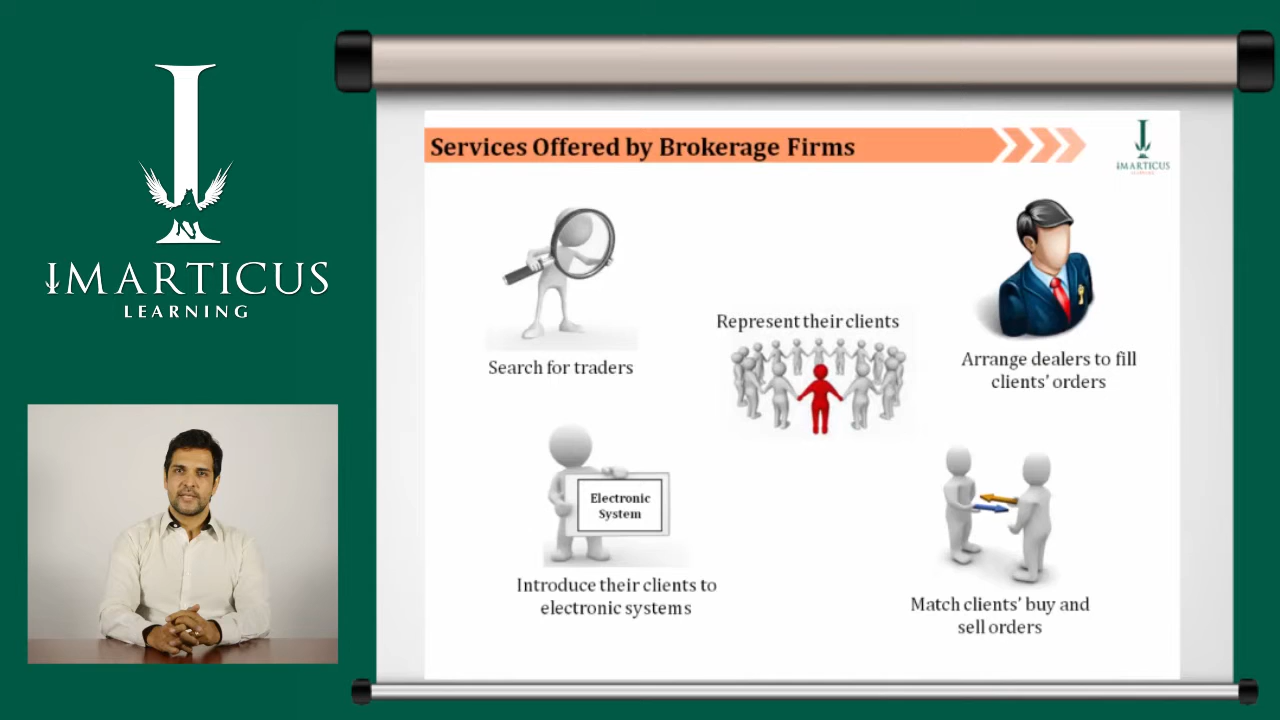 IMARTICUS
LEARNING
Services Offered by Brokerage Firms
IMARTICUS
LEARNING
Search for traders
Represent their clients
Arrange dealers to fill
clients' orders
Electronic
System
Introduce their clients to
electronic systems
Match clients' buy and
sell orders